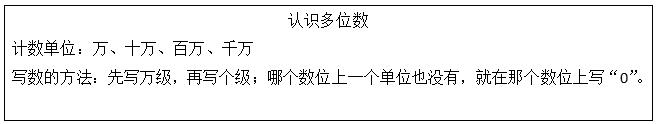 认识多位数
计数单位：万、十万、百万、千万
写数的方法：先写万级，再写个级；哪个数位上一个单位也没有，就在那个数位上写“0”。